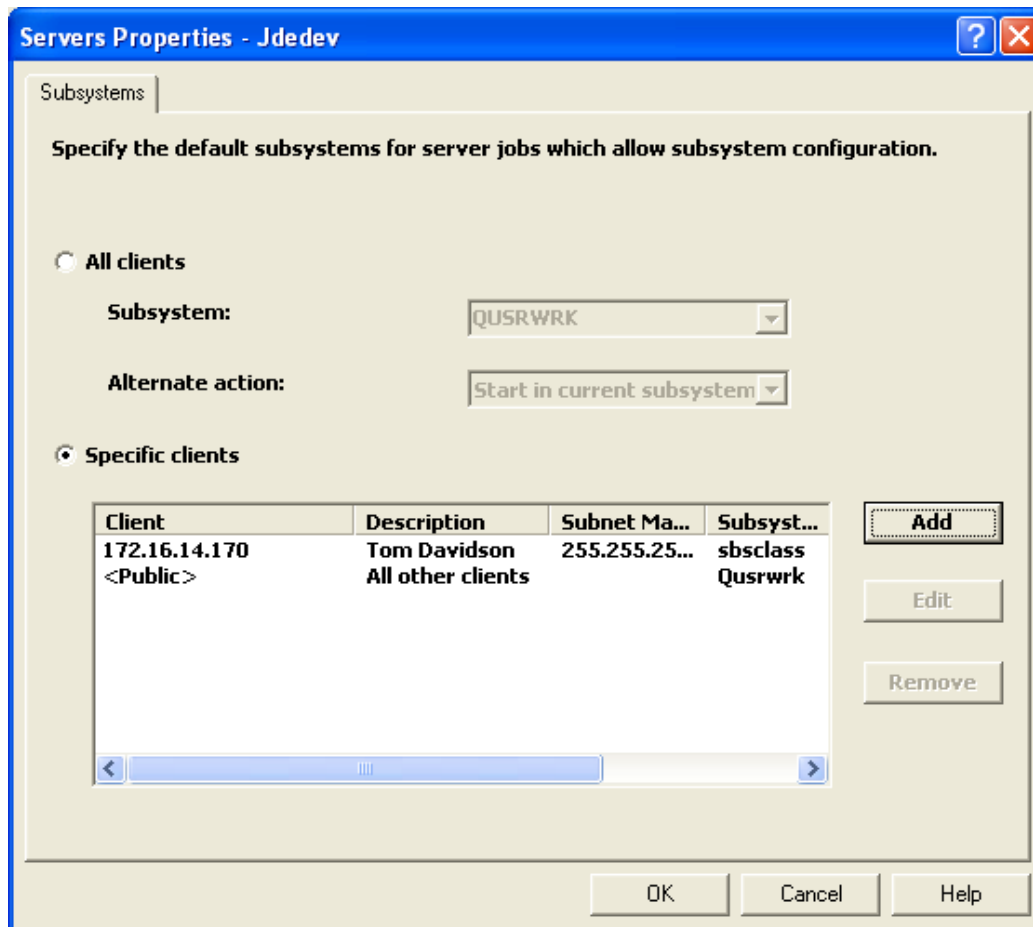 Servers Properties - Jdedev
Subsystems
Specify the default subsystems for server jobs which allow subsystem configuration.
All clients
Subsystem: QUSRWRK
Alternate action: Start in current subsystem
Specific clients
Client Description Subnet Ma... Subsyst...
172.16.14.170 Tom Davidson 255.255.25... sbsclass
<Public> All other clients Qusrwrk
Add
Edit
Remove
OK Cancel Help